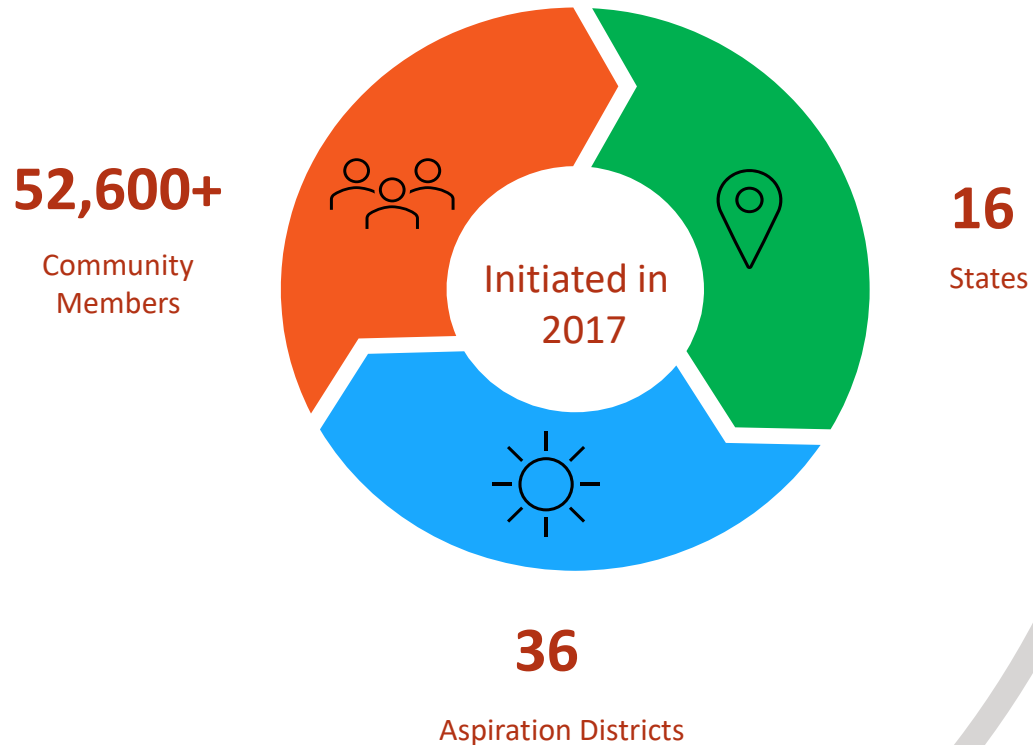 52,600+
Community
Members
Initiated in
2017
16
States
36
Aspiration Districts